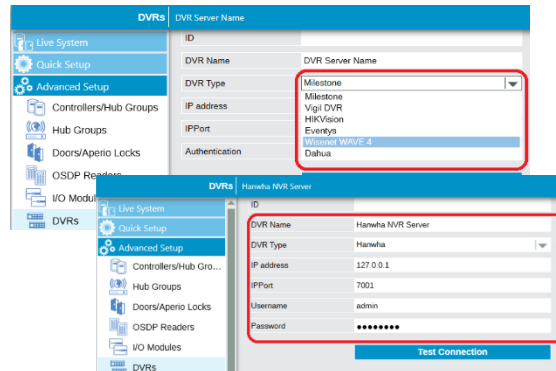 DVRs DVR Server Name
Live System
Quick Setup
Advanced Setup
Controllers/Hub Groups
Hub Groups
Doors/Aperio Locks
OSDP Readers
I/O Modul
DVRs
ID
DVR Name DVR Server Name
DVR Type Milestone
Milestone
Vigil DVR
HIKVision
Eventys
Wisenet WAVE 4
Dahua
IP address
IPPort
Authentication
DVRs Hanwha NVR Server
Live System
Quick Setup
Advanced Setup
Controllers/Hub Gro...
Hub Groups
Doors/Aperio Locks
OSDP Readers
I/O Modules
DVRs
ID
DVR Name Hanwha NVR Server
DVR Type Hanwha
IP address 127.0.0.1
IPPort 7001
Username admin
Password ●●●●●●●●
Test Connection